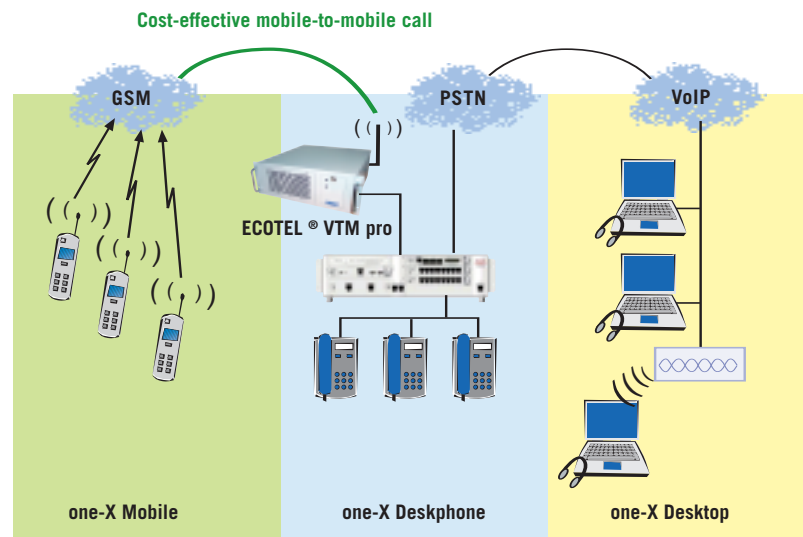 Cost-effective mobile-to-mobile call
GSM
PSTN
VoIP
ECOTEL ® VTM pro
one-X Mobile
one-X Deskphone
one-X Desktop